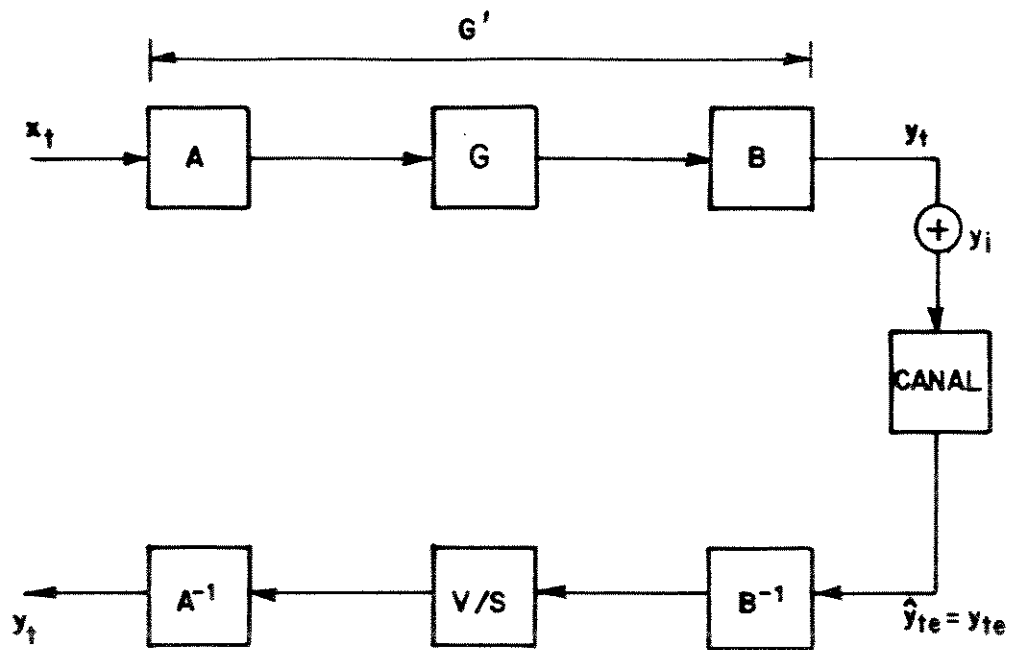 G'
x_t
A
G
B
y_t
+
y_i
CANAL
A⁻¹
V/S
B⁻¹
y_t
ŷ_te = y_te